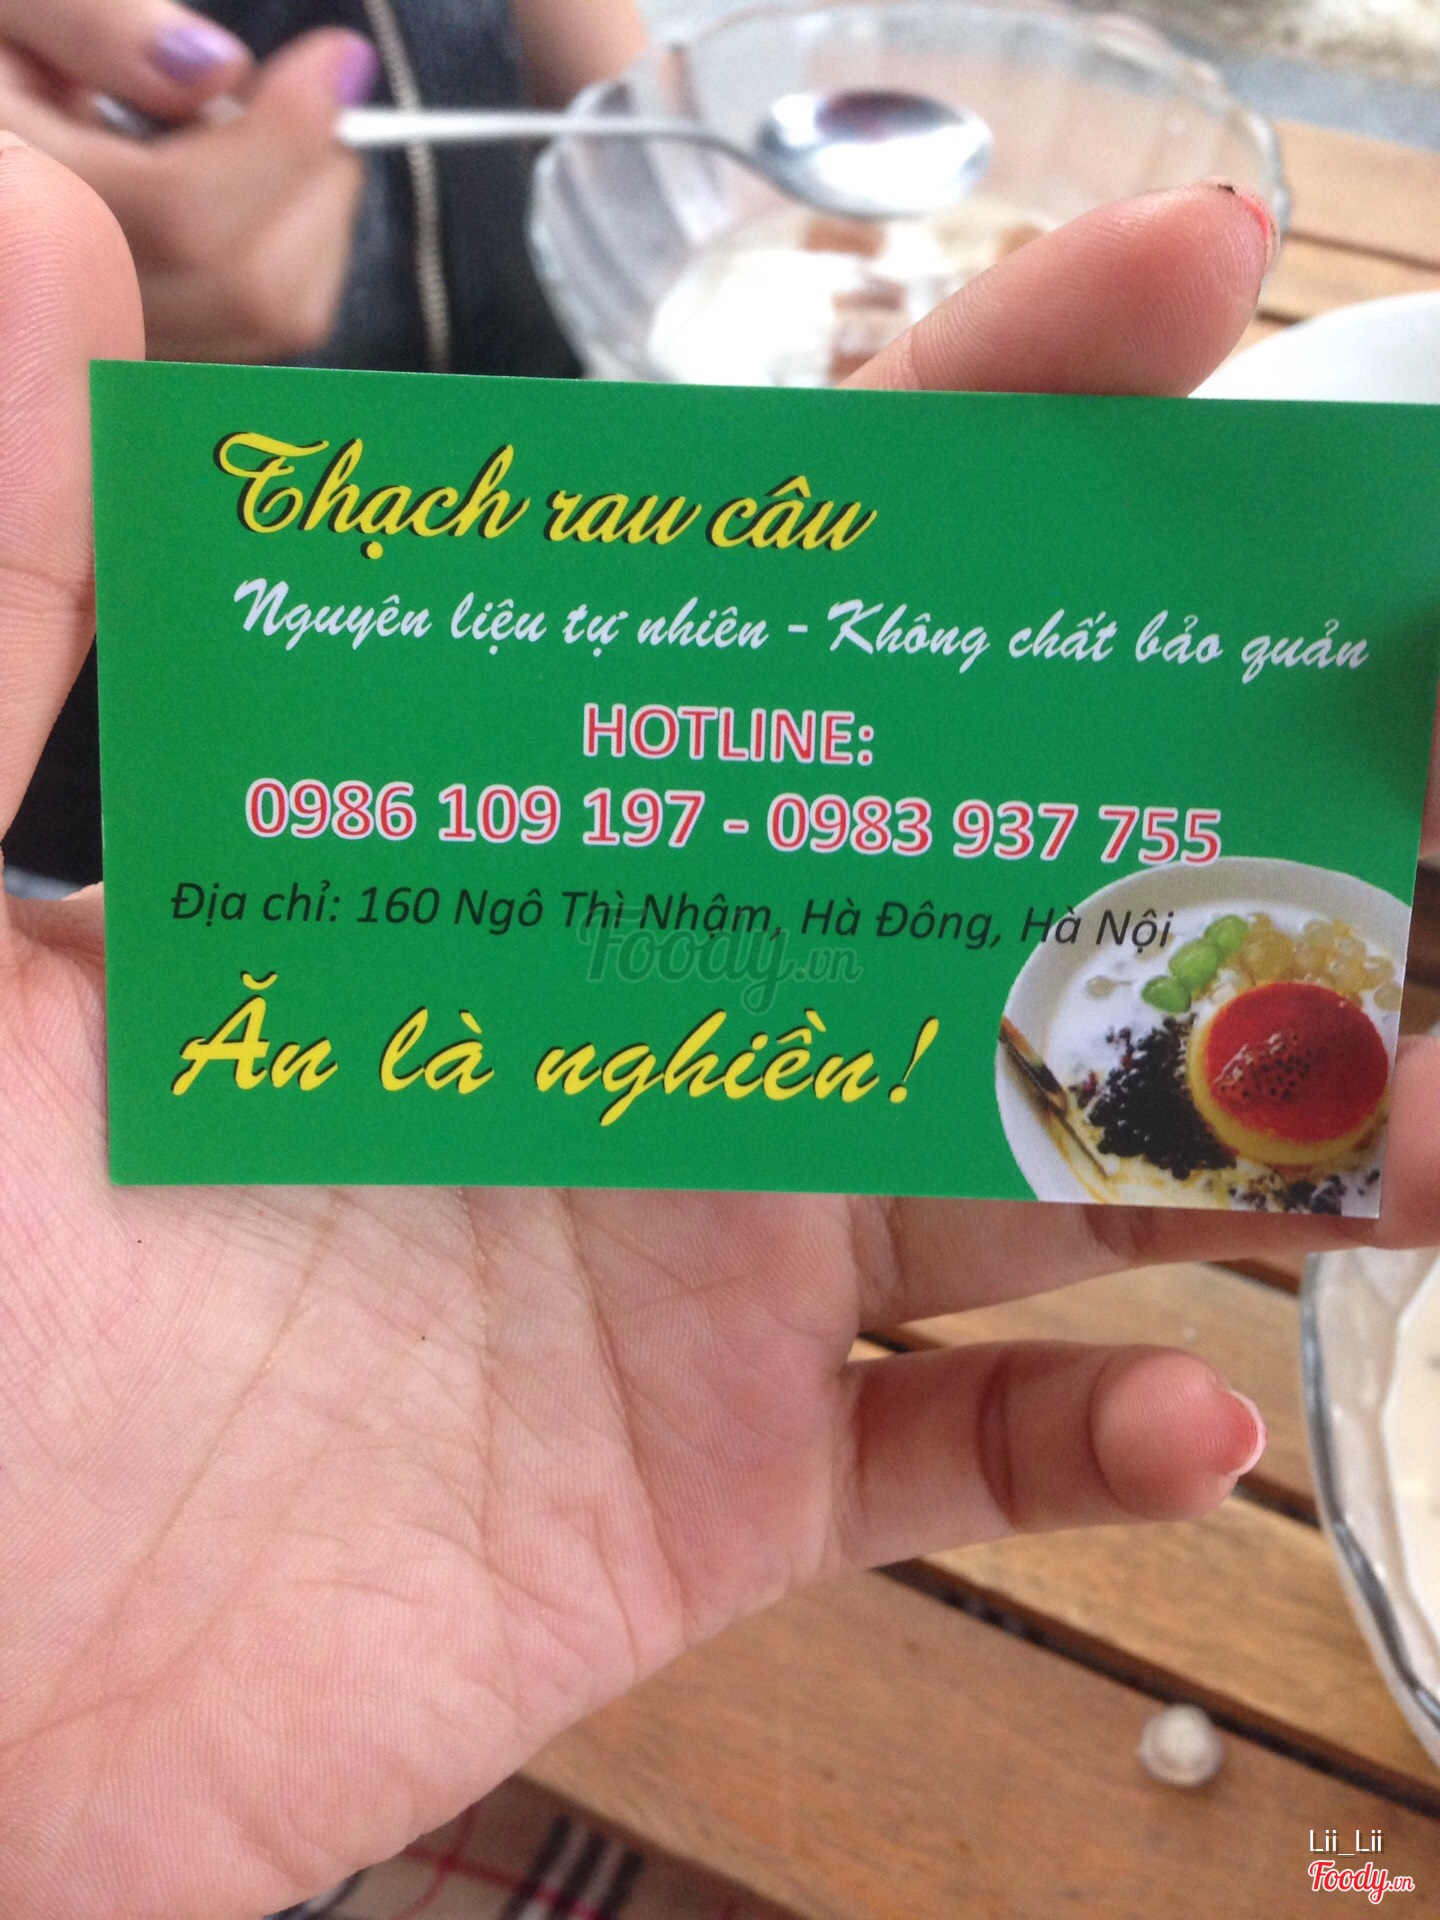 Thạch rau câu
Nguyên liệu tự nhiên - Không chất bảo quản
HOTLINE:
0986 109 197 - 0983 937 755
Địa chỉ: 160 Ngô Thì Nhậm, Hà Đông, Hà Nội
Foody.vn
Ăn là nghiền!
Lii_Lii
Foody.vn